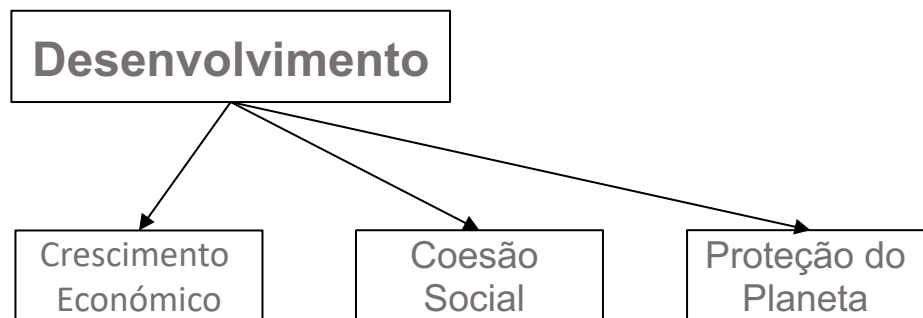 Desenvolvimento
Crescimento
Económico
Coesão
Social
Proteção do
Planeta